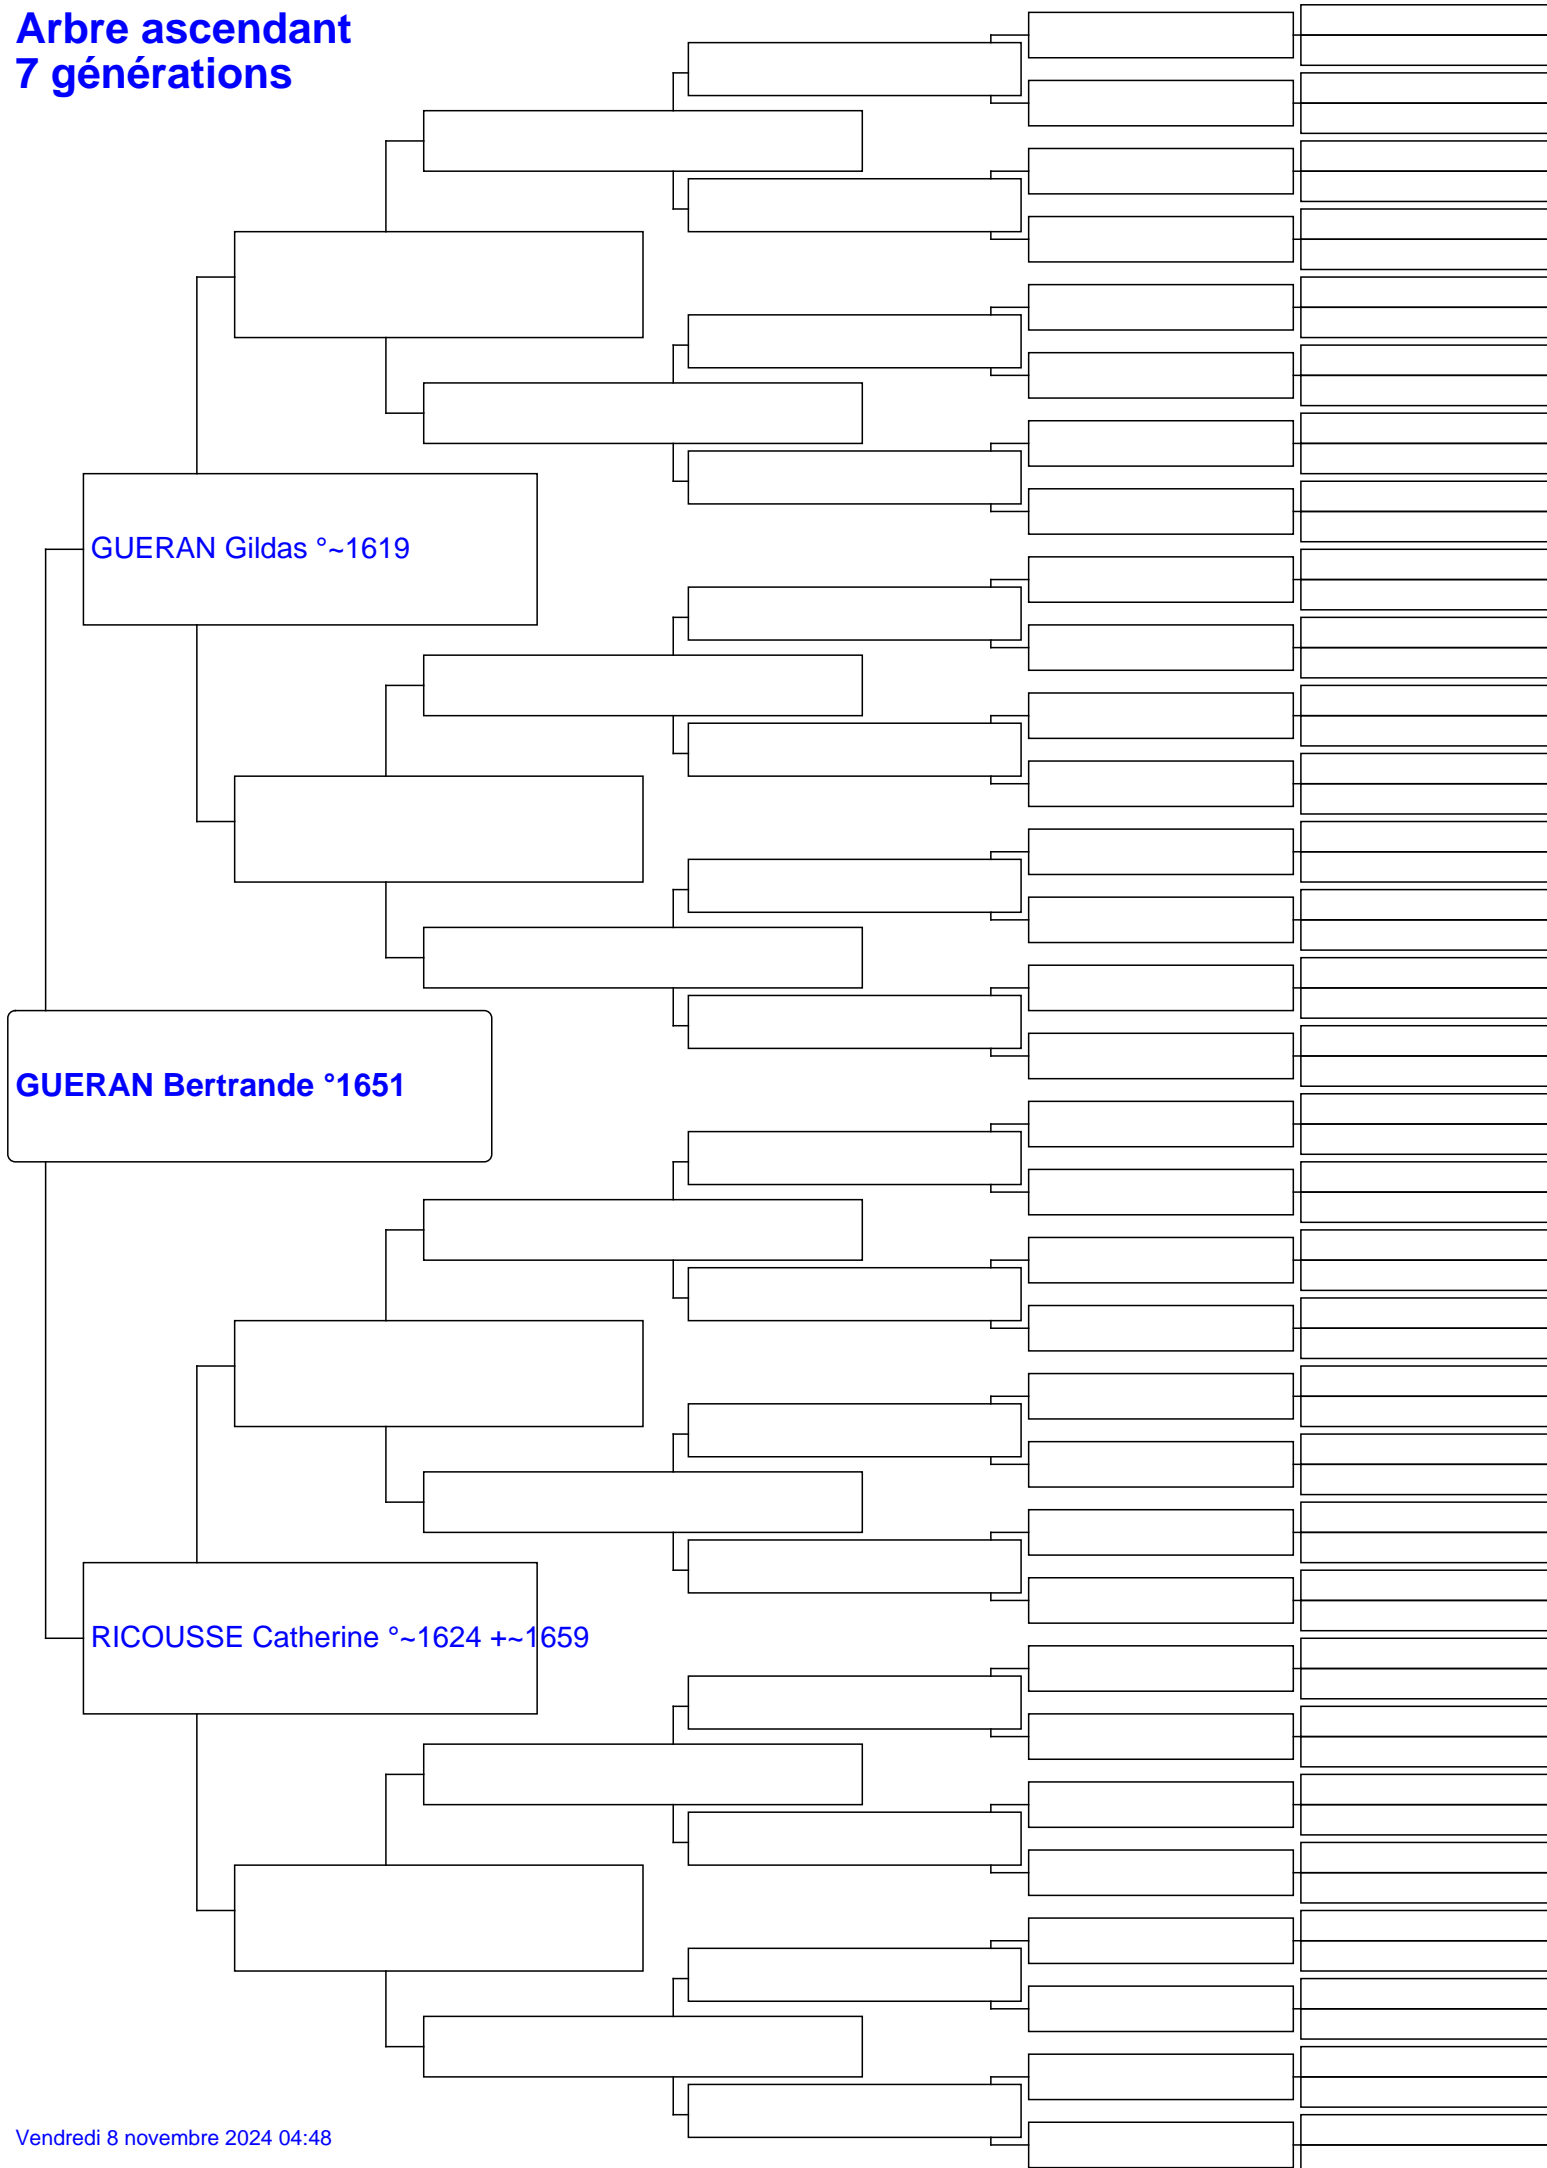 Arbre ascendant
7 générations
GUERAN Gildas °~1619
GUERAN Bertrande °1651
RICOUSSE Catherine °~1624 +~1659
Vendredi 8 novembre 2024 04:48